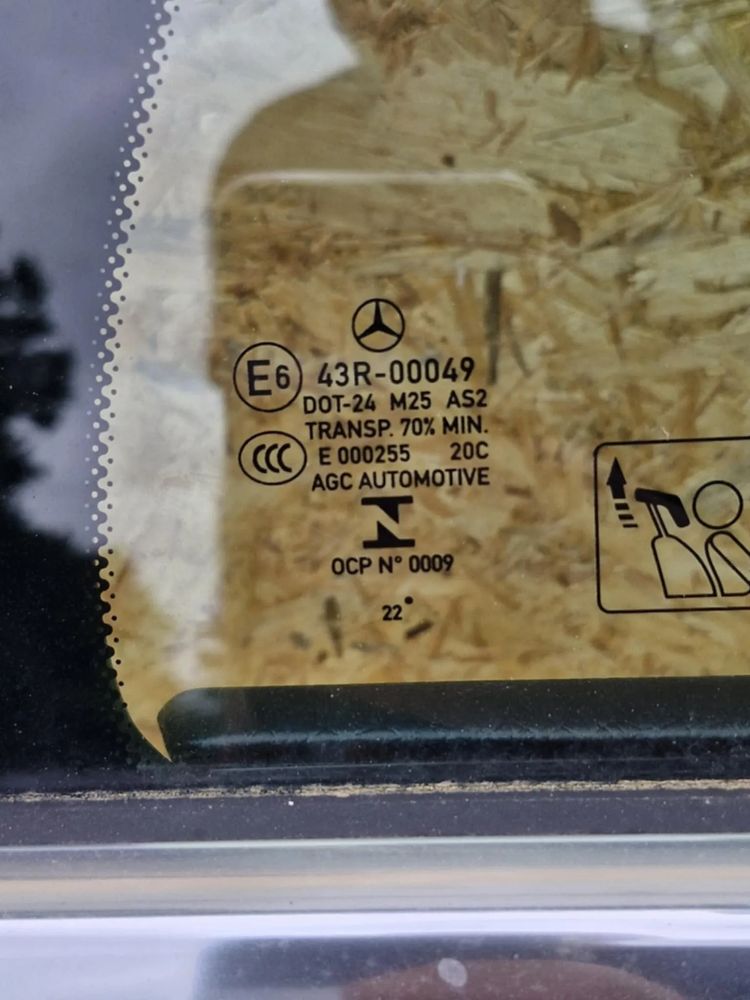 E6 43R-00049
DOT-24 M25 AS2
TRANSP. 70% MIN.
CCC E 000255 20C
AGC AUTOMOTIVE
OCP N° 0009
22